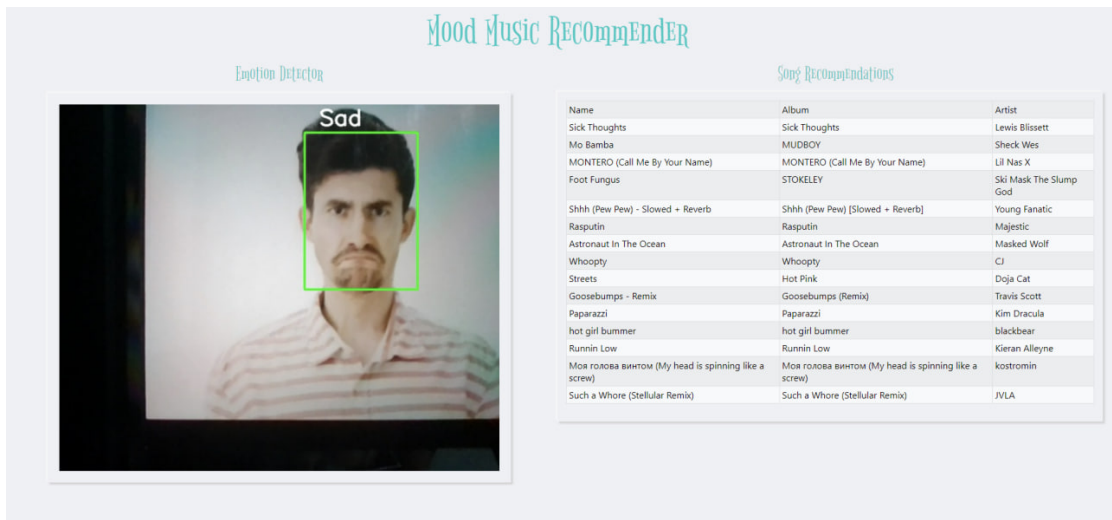 Mood Music Recommender
Emotion Detector
Sad
Song Recommendations
Name Album Artist
Sick Thoughts Sick Thoughts Lewis Blissett
Mo Bamba MUDBOY Sheck Wes
MONTERO (Call Me By Your Name) MONTERO (Call Me By Your Name) Lil Nas X
Foot Fungus STOKELEY Ski Mask The Slump
God
Shhh (Pew Pew) - Slowed + Reverb Shhh (Pew Pew) [Slowed + Reverb] Young Fanatic
Rasputin Rasputin Majestic
Astronaut In The Ocean Astronaut In The Ocean Masked Wolf
Whoopty Whoopty CJ
Streets Hot Pink Doja Cat
Goosebumps - Remix Goosebumps (Remix) Travis Scott
Paparazzi Paparazzi Kim Dracula
hot girl bummer hot girl bummer blackbear
Runnin Low Runnin Low Kieran Alleyne
Моя голова винтом (My head is spinning like a Моя голова винтом (My head is spinning like a kostromin
screw) screw)
Such a Whore (Stellular Remix) Such a Whore (Stellular Remix) JVLA